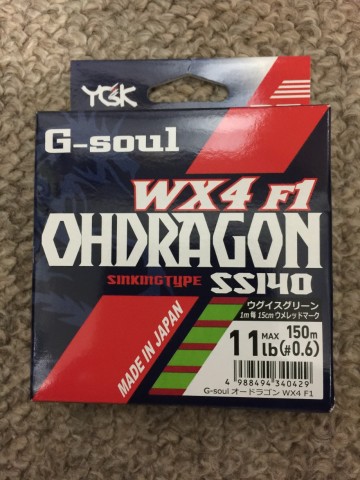 YGK
G-soul
WX4 F1
OHDRAGON
SINKINGTYPE SS140
MADE IN JAPAN
ウグイスグリーン
1m毎 15cmウメレッドマーク
11lb MAX 150m (#0.6)
4 988494 340429
G-soul オードラゴン WX4 F1